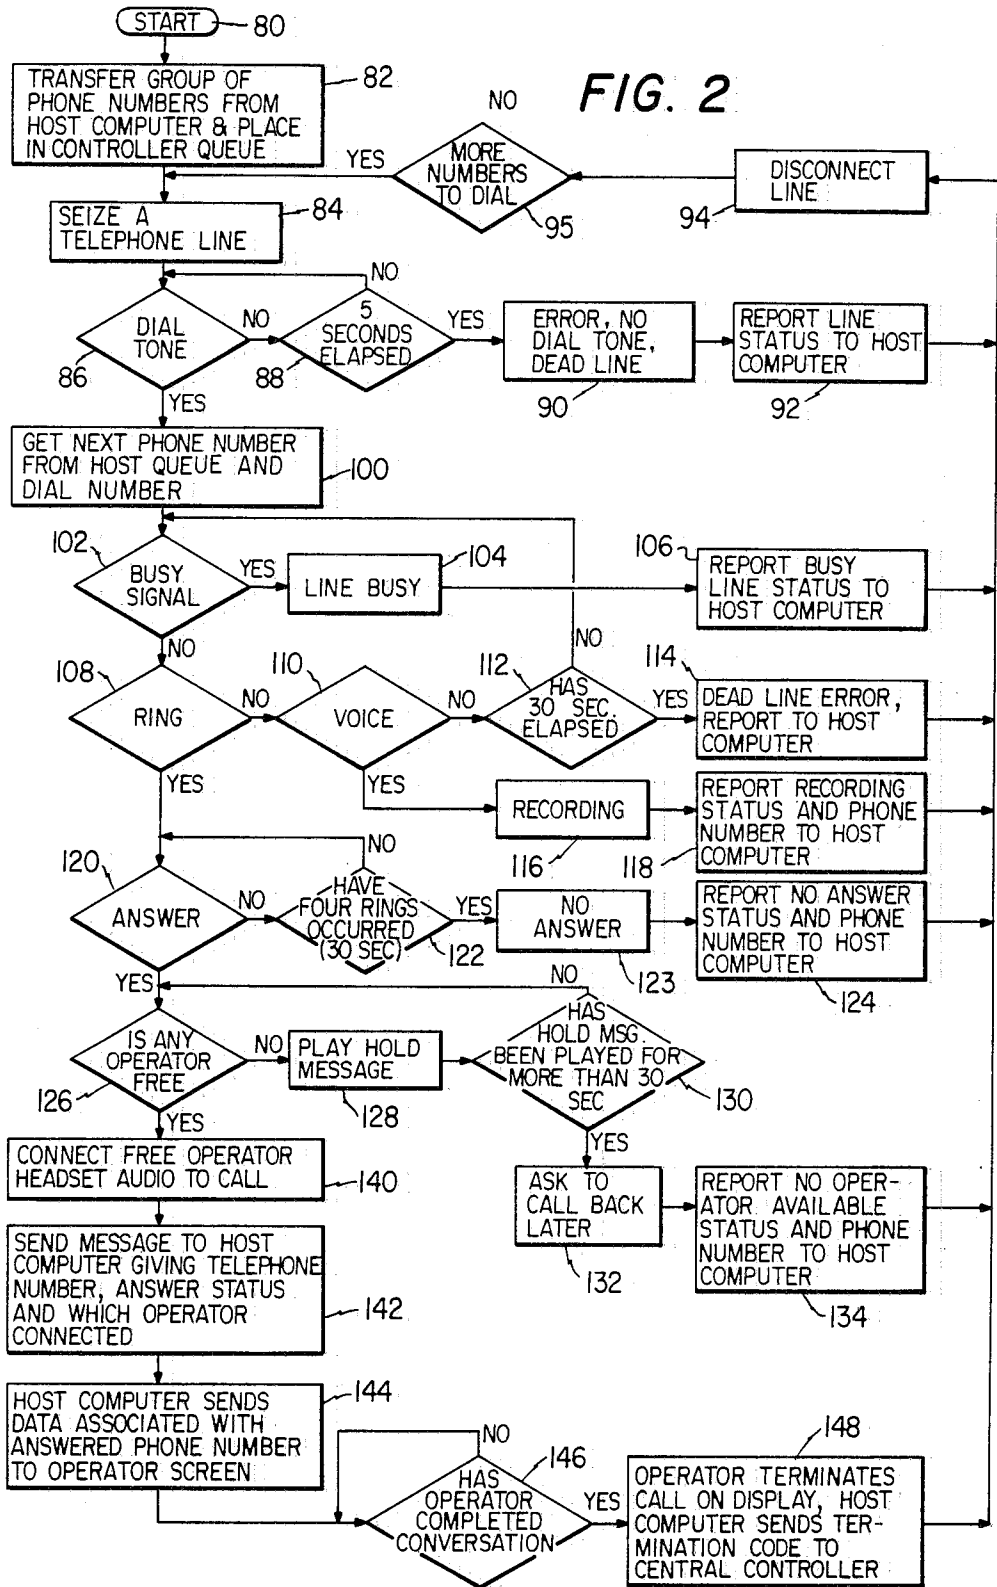 START
80
TRANSFER GROUP OF
PHONE NUMBERS FROM
HOST COMPUTER & PLACE
IN CONTROLLER QUEUE
82
FIG. 2
NO
YES
MORE
NUMBERS
TO DIAL
95
DISCONNECT
LINE
94
SEIZE A
TELEPHONE LINE
84
NO
DIAL
TONE
86
NO
5
SECONDS
ELAPSED
88
YES
ERROR, NO
DIAL TONE,
DEAD LINE
90
REPORT LINE
STATUS TO HOST
COMPUTER
92
YES
GET NEXT PHONE NUMBER
FROM HOST QUEUE AND
DIAL NUMBER
100
102
BUSY
SIGNAL
YES
LINE BUSY
104
106
REPORT BUSY
LINE STATUS TO
HOST COMPUTER
NO
NO
108
RING
NO
110
VOICE
NO
112
HAS
30 SEC.
ELAPSED
YES
114
DEAD LINE ERROR,
REPORT TO HOST
COMPUTER
YES
YES
RECORDING
116
REPORT RECORDING
STATUS AND PHONE
NUMBER TO HOST
COMPUTER
118
NO
120
ANSWER
NO
HAVE
FOUR RINGS
OCCURRED
(30 SEC)
122
YES
NO
ANSWER
123
REPORT NO ANSWER
STATUS AND PHONE
NUMBER TO HOST
COMPUTER
124
YES
NO
IS ANY
OPERATOR
FREE
126
NO
PLAY HOLD
MESSAGE
128
HAS
HOLD MSG.
BEEN PLAYED FOR
MORE THAN 30
SEC
130
YES
YES
CONNECT FREE OPERATOR
HEADSET AUDIO TO CALL
140
ASK TO
CALL BACK
LATER
132
REPORT NO OPER-
ATOR AVAILABLE
STATUS AND PHONE
NUMBER TO HOST
COMPUTER
134
SEND MESSAGE TO HOST
COMPUTER GIVING TELEPHONE
NUMBER, ANSWER STATUS
AND WHICH OPERATOR
CONNECTED
142
HOST COMPUTER SENDS
DATA ASSOCIATED WITH
ANSWERED PHONE NUMBER
TO OPERATOR SCREEN
144
NO
HAS
OPERATOR
COMPLETED
CONVERSATION
146
YES
148
OPERATOR TERMINATES
CALL ON DISPLAY, HOST
COMPUTER SENDS TER-
MINATION CODE TO
CENTRAL CONTROLLER